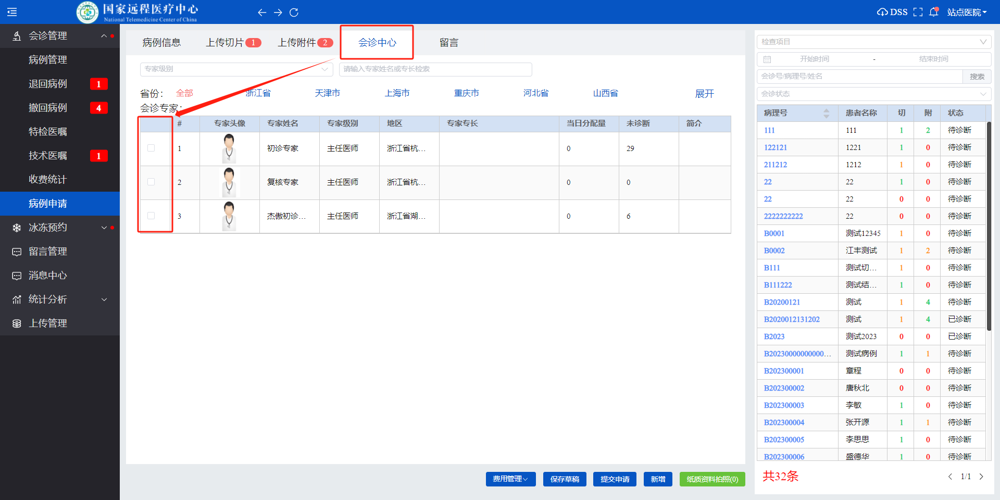 国家远程医疗中心
National Telemedicine Center of China
DSS
站点医院
会诊管理
病例管理
退回病例 1
撤回病例 4
特检医嘱
技术医嘱 1
收费统计
病例申请
冰冻预约
留言管理
消息中心
统计分析
上传管理
病例信息 上传切片 1 上传附件 2 会诊中心 留言
专家级别 请输入专家姓名或专长检索
省份： 全部 浙江省 天津市 上海市 重庆市 河北省 山西省 展开
会诊专家：
# 专家头像 专家姓名 专家级别 地区 专家专长 当日分配量 未诊断 简介
1 初诊专家 主任医师 浙江省杭... 0 29
2 复核专家 主任医师 浙江省杭... 0 0
3 杰傲初诊... 主任医师 浙江省湖... 0 6
费用管理 保存草稿 提交申请 新增 纸质资料拍照(0)
检查项目
开始时间 - 结束时间
会诊号/病理号/姓名 搜索
会诊状态
病理号 患者名称 切 附 状态
111 111 1 2 待诊断
122121 1221 1 0 待诊断
211212 1212 1 0 待诊断
22 22 1 0 待诊断
22 22 0 0 待诊断
2222222222 22 0 0 待诊断
B0001 测试12345 1 0 待诊断
B0002 江丰测试 1 2 待诊断
B111 测试切... 1 0 待诊断
B111222 测试结... 1 0 待诊断
B20200121 测试 1 4 待诊断
B2020012131202 测试 1 4 已诊断
B2023 测试2023 0 0 已诊断
B20230000000000... 测试病例 1 1 待诊断
B202300001 章程 0 0 待诊断
B202300002 唐秋北 0 0 待诊断
B202300003 李敏 1 0 待诊断
B202300004 张开源 1 1 待诊断
B202300005 李思思 1 0 待诊断
B202300006 盛德华 1 0 待诊断
共32条 1/1